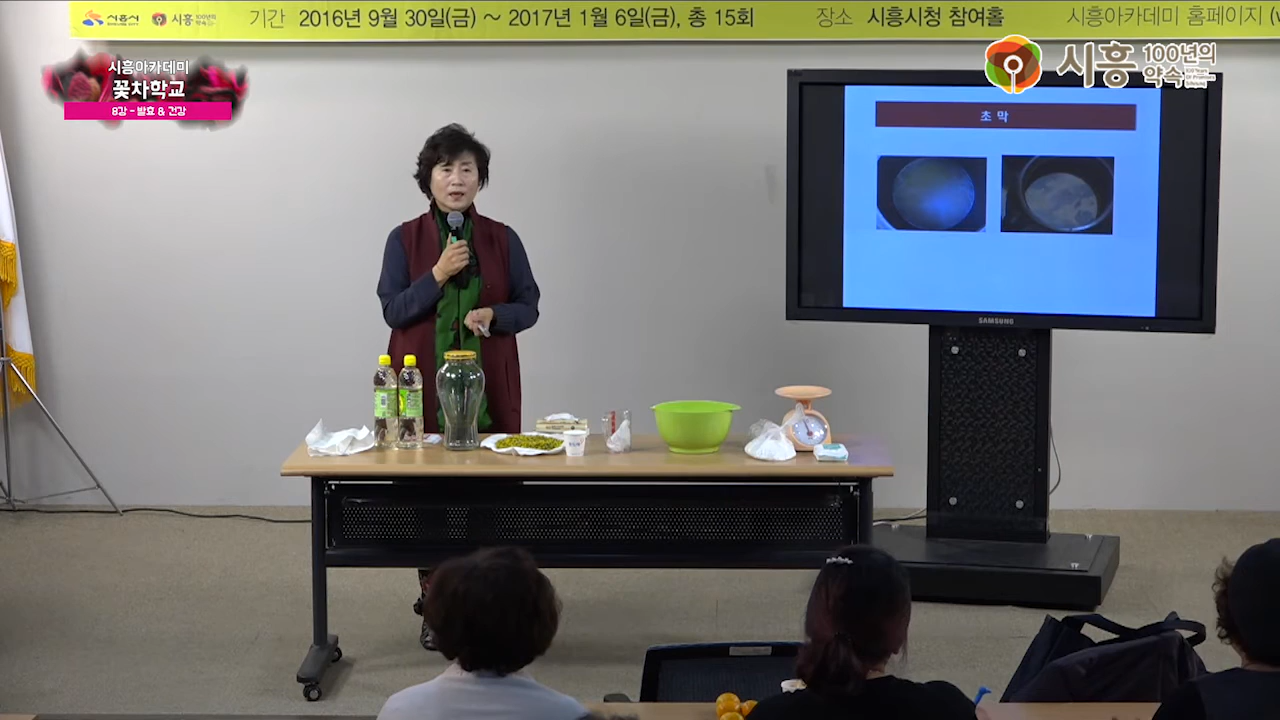 시흥시 시흥 100년의 약속 기간 2016년 9월 30일(금) ~ 2017년 1월 6일(금), 총 15회 장소 시흥시청 참여홀 시흥아카데미 홈페이지
시흥 100년의 약속
시흥아카데미
꽃차학교
8강 - 발효 & 건강
초 막
SAMSUNG